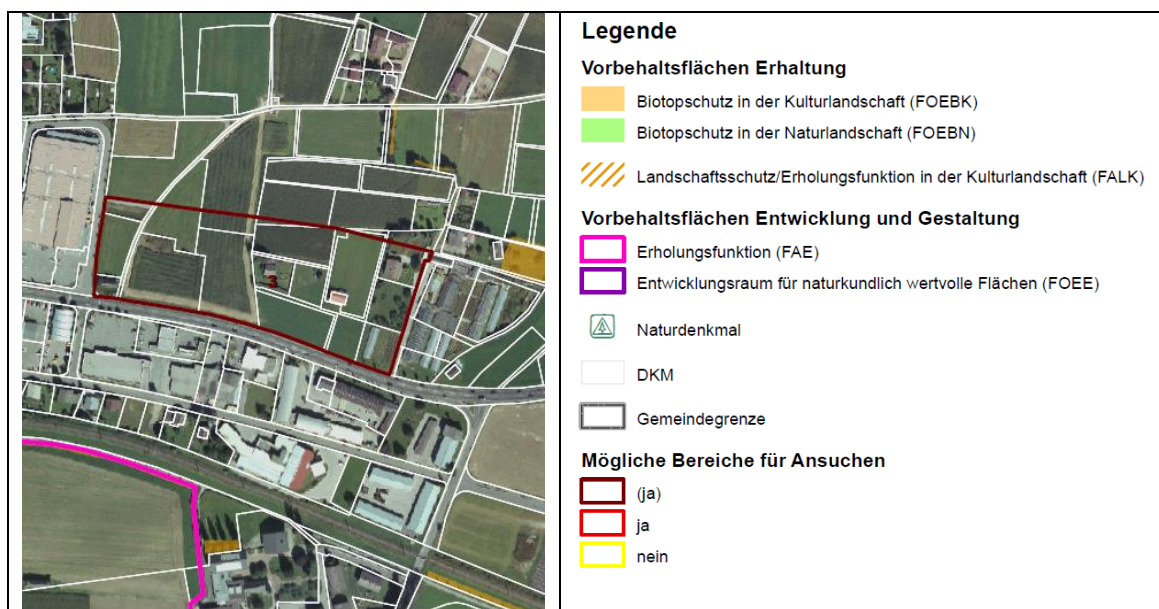 3
Legende
Vorbehaltsflächen Erhaltung
Biotopschutz in der Kulturlandschaft (FOEBK)
Biotopschutz in der Naturlandschaft (FOEBN)
Landschaftsschutz/Erholungsfunktion in der Kulturlandschaft (FALK)
Vorbehaltsflächen Entwicklung und Gestaltung
Erholungsfunktion (FAE)
Entwicklungsraum für naturkundlich wertvolle Flächen (FOEE)
Naturdenkmal
DKM
Gemeindegrenze
Mögliche Bereiche für Ansuchen
(ja)
ja
nein